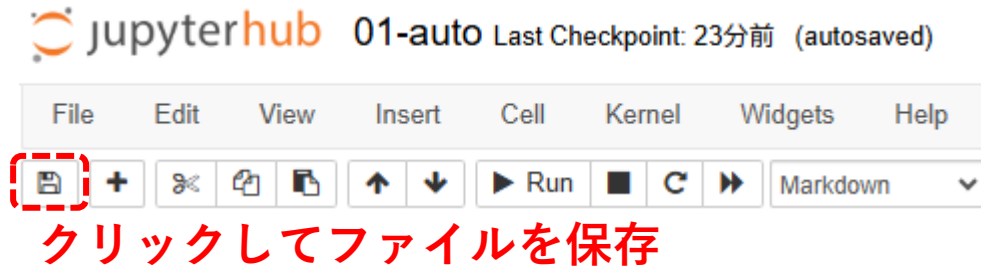 jupyterhub 01-auto Last Checkpoint: 23分前 (autosaved)
File Edit View Insert Cell Kernel Widgets Help
Run Markdown
クリックしてファイルを保存